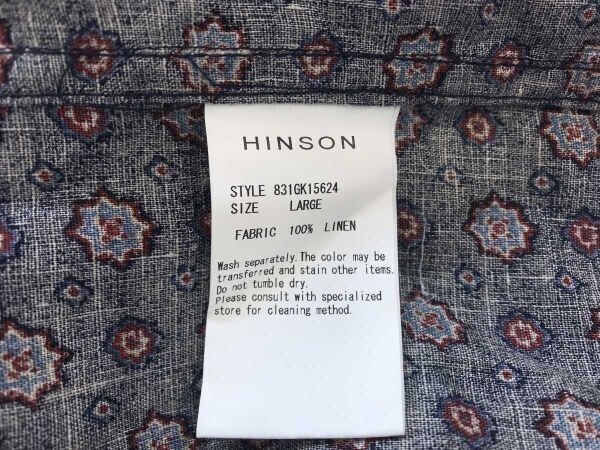 HINSON
STYLE 831GK15624
SIZE LARGE
FABRIC 100% LINEN
Wash separately. The color may be
transferred and stain other items.
Do not tumble dry.
Please consult with specialized
store for cleaning method.